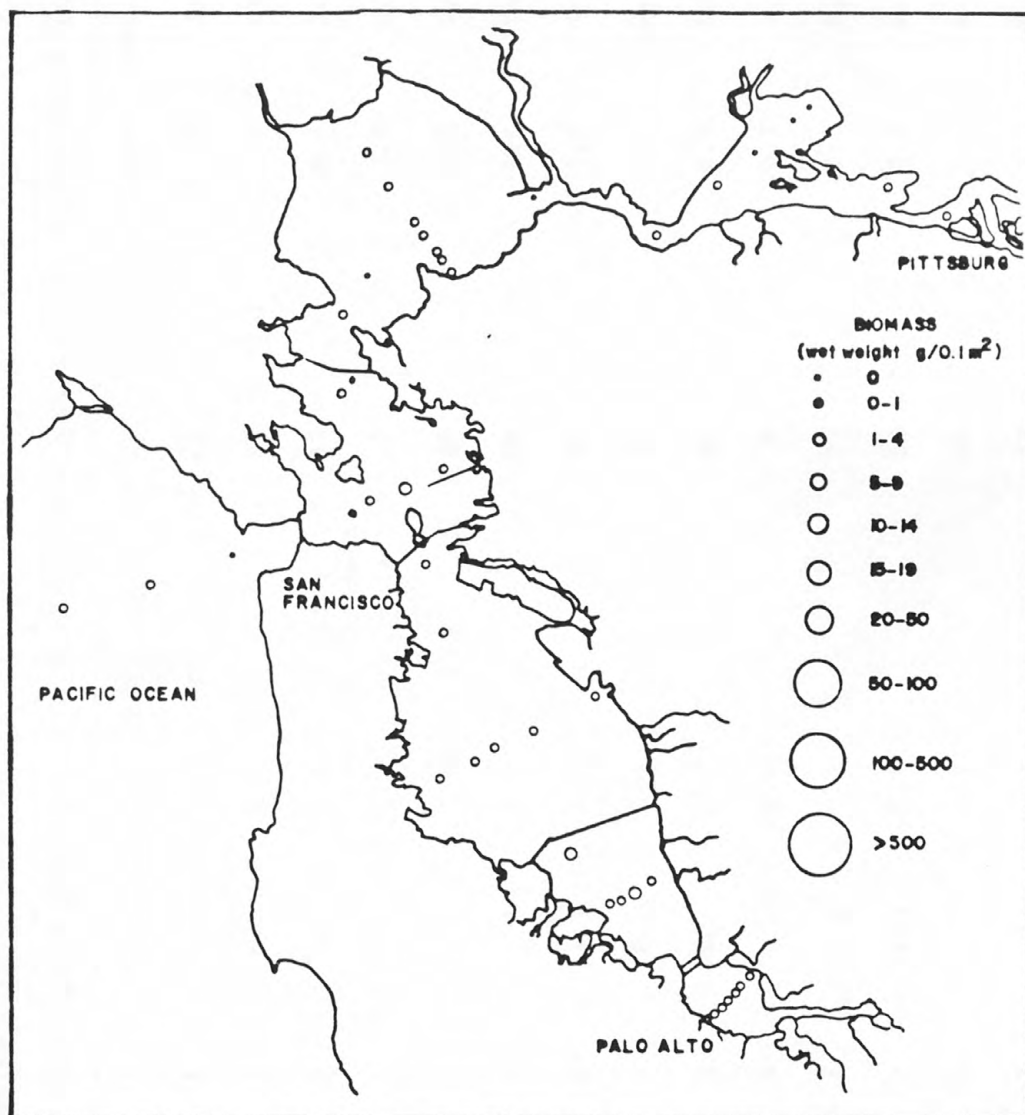 PITTSBURG
BIOMASS
(wet weight g/0.1m²)
0
0-1
1-4
5-9
10-14
15-19
20-50
50-100
100-500
>500
SAN
FRANCISCO
PACIFIC OCEAN
PALO ALTO